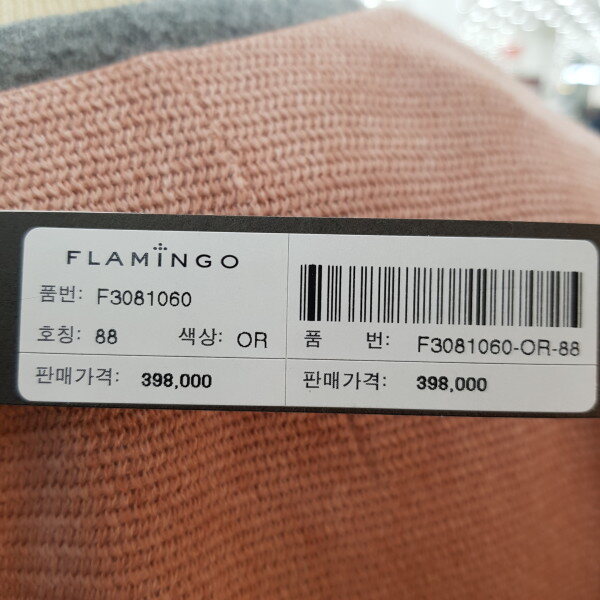 FLAMINGO
품번: F3081060
호칭: 88 색상: OR
판매가격: 398,000
품 번: F3081060-OR-88
판매가격: 398,000